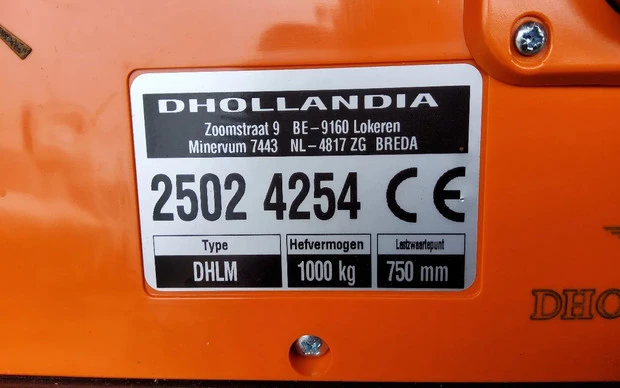 DHOLLANDIA
Zoomstraat 9 BE-9160 Lokeren
Minervum 7443 NL-4817 ZG BREDA
2502 4254 CE
Type Hefvermogen Lastzwaartepunt
DHLM 1000 kg 750 mm
DHO